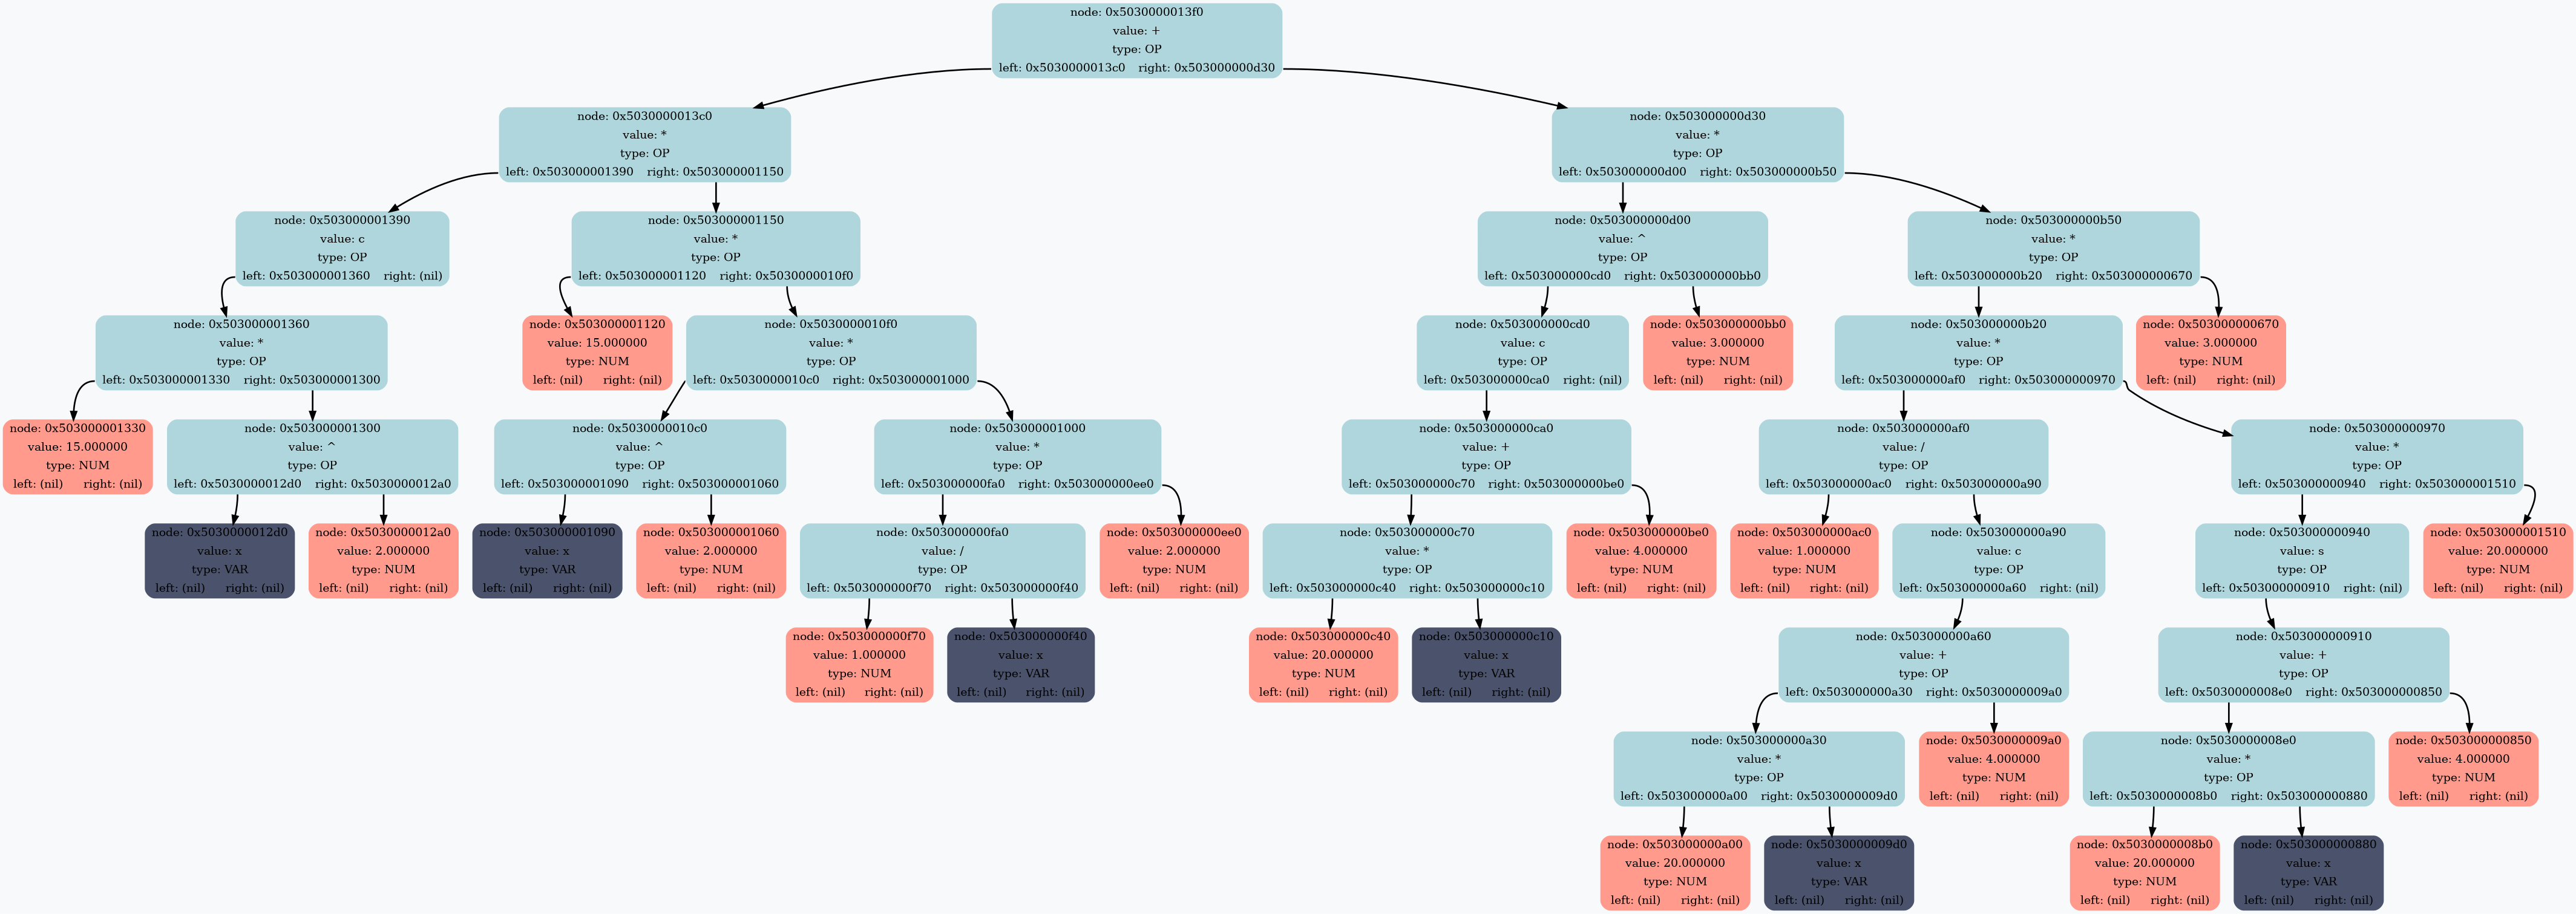 node: 0x5030000013f0
value: +
type: OP
left: 0x5030000013c0 right: 0x503000000d30
node: 0x5030000013c0
value: *
type: OP
left: 0x503000001390 right: 0x503000001150
node: 0x503000000d30
value: *
type: OP
left: 0x503000000d00 right: 0x503000000b50
node: 0x503000001390
value: c
type: OP
left: 0x503000001360 right: (nil)
node: 0x503000001150
value: *
type: OP
left: 0x503000001120 right: 0x5030000010f0
node: 0x503000000d00
value: ^
type: OP
left: 0x503000000cd0 right: 0x503000000bb0
node: 0x503000000b50
value: *
type: OP
left: 0x503000000b20 right: 0x503000000670
node: 0x503000001360
value: *
type: OP
left: 0x503000001330 right: 0x503000001300
node: 0x503000001120
value: 15.000000
type: NUM
left: (nil) right: (nil)
node: 0x5030000010f0
value: *
type: OP
left: 0x5030000010c0 right: 0x503000001000
node: 0x503000000cd0
value: c
type: OP
left: 0x503000000ca0 right: (nil)
node: 0x503000000bb0
value: 3.000000
type: NUM
left: (nil) right: (nil)
node: 0x503000000b20
value: *
type: OP
left: 0x503000000af0 right: 0x503000000970
node: 0x503000000670
value: 3.000000
type: NUM
left: (nil) right: (nil)
node: 0x503000001330
value: 15.000000
type: NUM
left: (nil) right: (nil)
node: 0x503000001300
value: ^
type: OP
left: 0x5030000012d0 right: 0x5030000012a0
node: 0x5030000010c0
value: ^
type: OP
left: 0x503000001090 right: 0x503000001060
node: 0x503000001000
value: *
type: OP
left: 0x503000000fa0 right: 0x503000000ee0
node: 0x503000000ca0
value: +
type: OP
left: 0x503000000c70 right: 0x503000000be0
node: 0x503000000af0
value: /
type: OP
left: 0x503000000ac0 right: 0x503000000a90
node: 0x503000000970
value: *
type: OP
left: 0x503000000940 right: 0x503000001510
node: 0x5030000012d0
value: x
type: VAR
left: (nil) right: (nil)
node: 0x5030000012a0
value: 2.000000
type: NUM
left: (nil) right: (nil)
node: 0x503000001090
value: x
type: VAR
left: (nil) right: (nil)
node: 0x503000001060
value: 2.000000
type: NUM
left: (nil) right: (nil)
node: 0x503000000fa0
value: /
type: OP
left: 0x503000000f70 right: 0x503000000f40
node: 0x503000000ee0
value: 2.000000
type: NUM
left: (nil) right: (nil)
node: 0x503000000c70
value: *
type: OP
left: 0x503000000c40 right: 0x503000000c10
node: 0x503000000be0
value: 4.000000
type: NUM
left: (nil) right: (nil)
node: 0x503000000ac0
value: 1.000000
type: NUM
left: (nil) right: (nil)
node: 0x503000000a90
value: c
type: OP
left: 0x503000000a60 right: (nil)
node: 0x503000000940
value: s
type: OP
left: 0x503000000910 right: (nil)
node: 0x503000001510
value: 20.000000
type: NUM
left: (nil) right: (nil)
node: 0x503000000f70
value: 1.000000
type: NUM
left: (nil) right: (nil)
node: 0x503000000f40
value: x
type: VAR
left: (nil) right: (nil)
node: 0x503000000c40
value: 20.000000
type: NUM
left: (nil) right: (nil)
node: 0x503000000c10
value: x
type: VAR
left: (nil) right: (nil)
node: 0x503000000a60
value: +
type: OP
left: 0x503000000a30 right: 0x5030000009a0
node: 0x503000000910
value: +
type: OP
left: 0x5030000008e0 right: 0x503000000850
node: 0x503000000a30
value: *
type: OP
left: 0x503000000a00 right: 0x5030000009d0
node: 0x5030000009a0
value: 4.000000
type: NUM
left: (nil) right: (nil)
node: 0x5030000008e0
value: *
type: OP
left: 0x5030000008b0 right: 0x503000000880
node: 0x503000000850
value: 4.000000
type: NUM
left: (nil) right: (nil)
node: 0x503000000a00
value: 20.000000
type: NUM
left: (nil) right: (nil)
node: 0x5030000009d0
value: x
type: VAR
left: (nil) right: (nil)
node: 0x5030000008b0
value: 20.000000
type: NUM
left: (nil) right: (nil)
node: 0x503000000880
value: x
type: VAR
left: (nil) right: (nil)